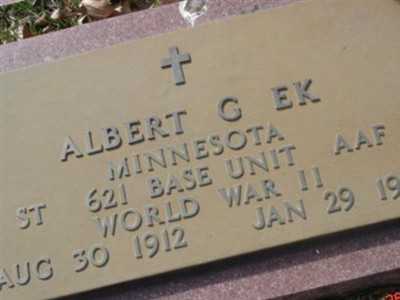 ALBERT G EK
MINNESOTA
ST 621 BASE UNIT AAF
WORLD WAR II
AUG 30 1912 JAN 29 19